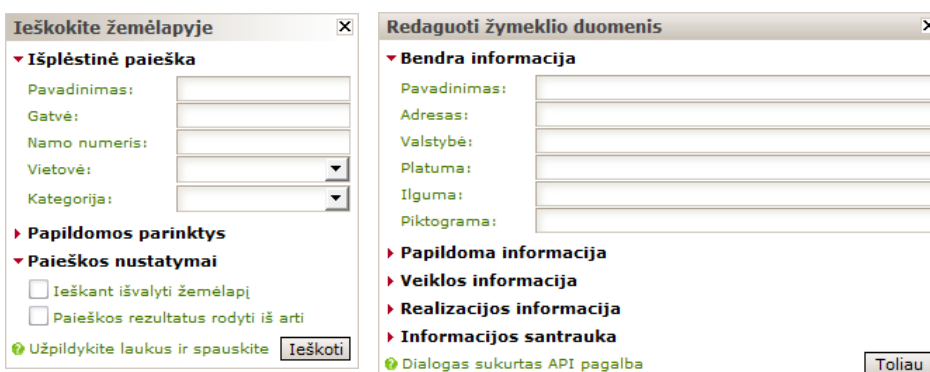 Ieškokite žemėlapyje
Išplėstinė paieška
Pavadinimas:
Gatvė:
Namo numeris:
Vietovė:
Kategorija:
Papildomos parinktys
Paieškos nustatymai
Ieškant išvalyti žemėlapį
Paieškos rezultatus rodyti iš arti
Užpildykite laukus ir spauskite Ieškoti
Redaguoti žymeklio duomenis
Bendra informacija
Pavadinimas:
Adresas:
Valstybė:
Platuma:
Ilguma:
Piktograma:
Papildoma informacija
Veiklos informacija
Realizacijos informacija
Informacijos santrauka
Dialogas sukurtas API pagalba Toliau